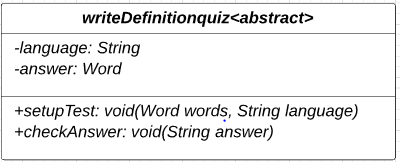 writeDefinitionquiz<abstract>
-language: String
-answer: Word
+setupTest: void(Word words, String language)
+checkAnswer: void(String answer)